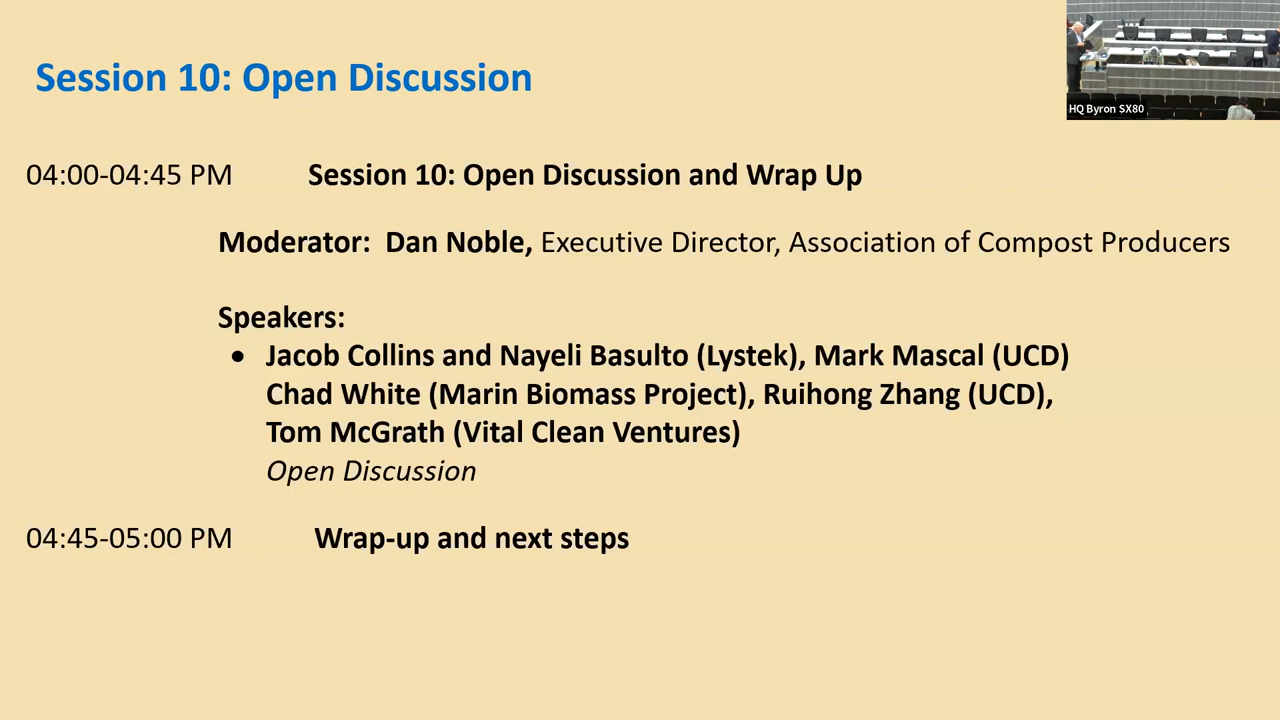 Session 10: Open Discussion
HQ Byron SX80
04:00-04:45 PM Session 10: Open Discussion and Wrap Up
Moderator: Dan Noble, Executive Director, Association of Compost Producers
Speakers:
• Jacob Collins and Nayeli Basulto (Lystek), Mark Mascal (UCD)
Chad White (Marin Biomass Project), Ruihong Zhang (UCD),
Tom McGrath (Vital Clean Ventures)
Open Discussion
04:45-05:00 PM Wrap-up and next steps